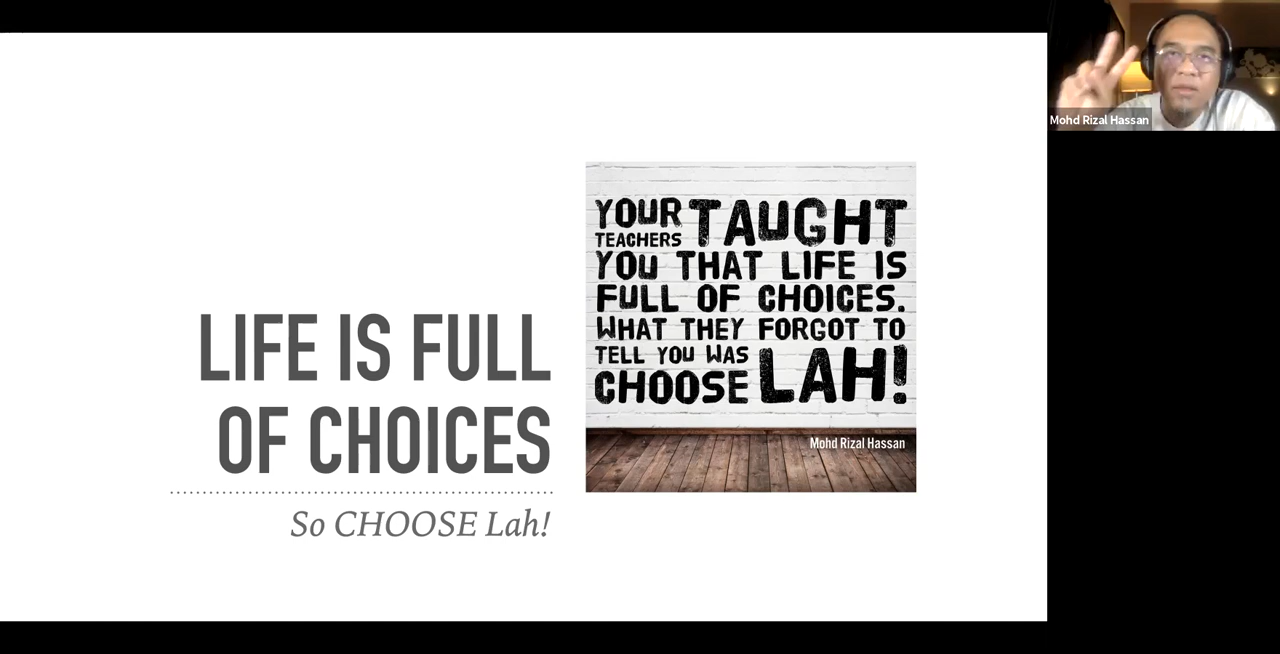 LIFE IS FULL
OF CHOICES
So CHOOSE Lah!
YOUR TEACHERS TAUGHT
YOU THAT LIFE IS
FULL OF CHOICES.
WHAT THEY FORGOT TO
TELL YOU WAS
CHOOSE LAH!
Mohd Rizal Hassan
Mohd Rizal Hassan